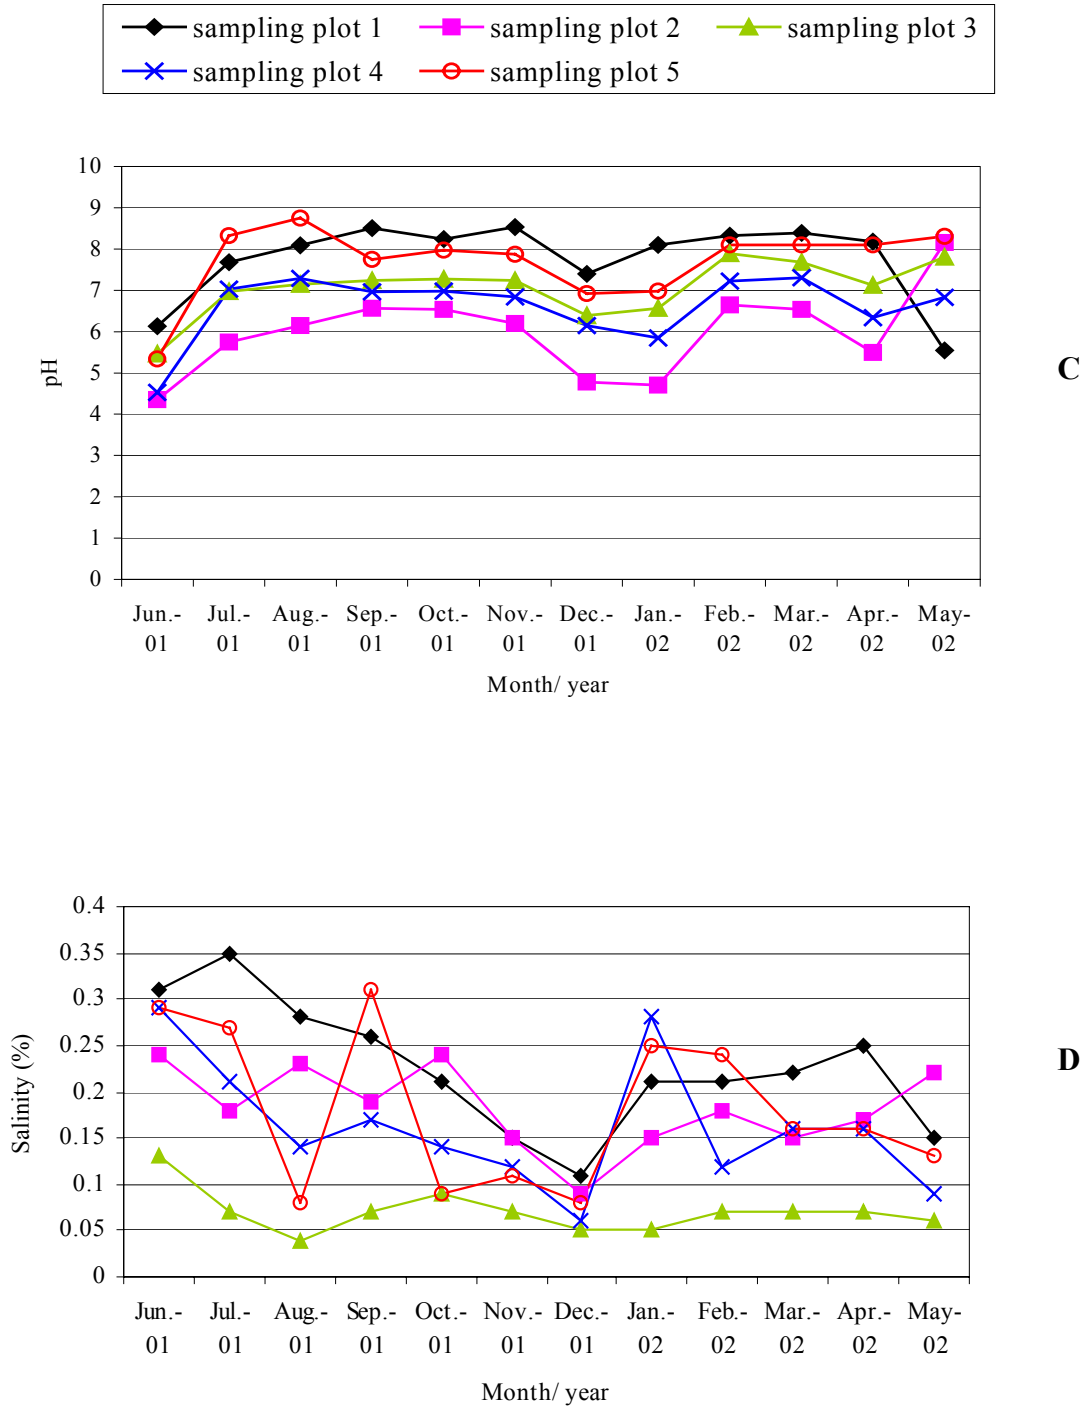 sampling plot 1 sampling plot 2 sampling plot 3
sampling plot 4 sampling plot 5
10
9
8
7
6
5
4
3
2
1
0
pH
C
Jun.- Jul.- Aug.- Sep.- Oct.- Nov.- Dec.- Jan.- Feb.- Mar.- Apr.- May-
01 01 01 01 01 01 01 02 02 02 02 02
Month/ year
0.4
0.35
0.3
0.25
0.2
0.15
0.1
0.05
0
Salinity (%)
D
Jun.- Jul.- Aug.- Sep.- Oct.- Nov.- Dec.- Jan.- Feb.- Mar.- Apr.- May-
01 01 01 01 01 01 01 02 02 02 02 02
Month/ year